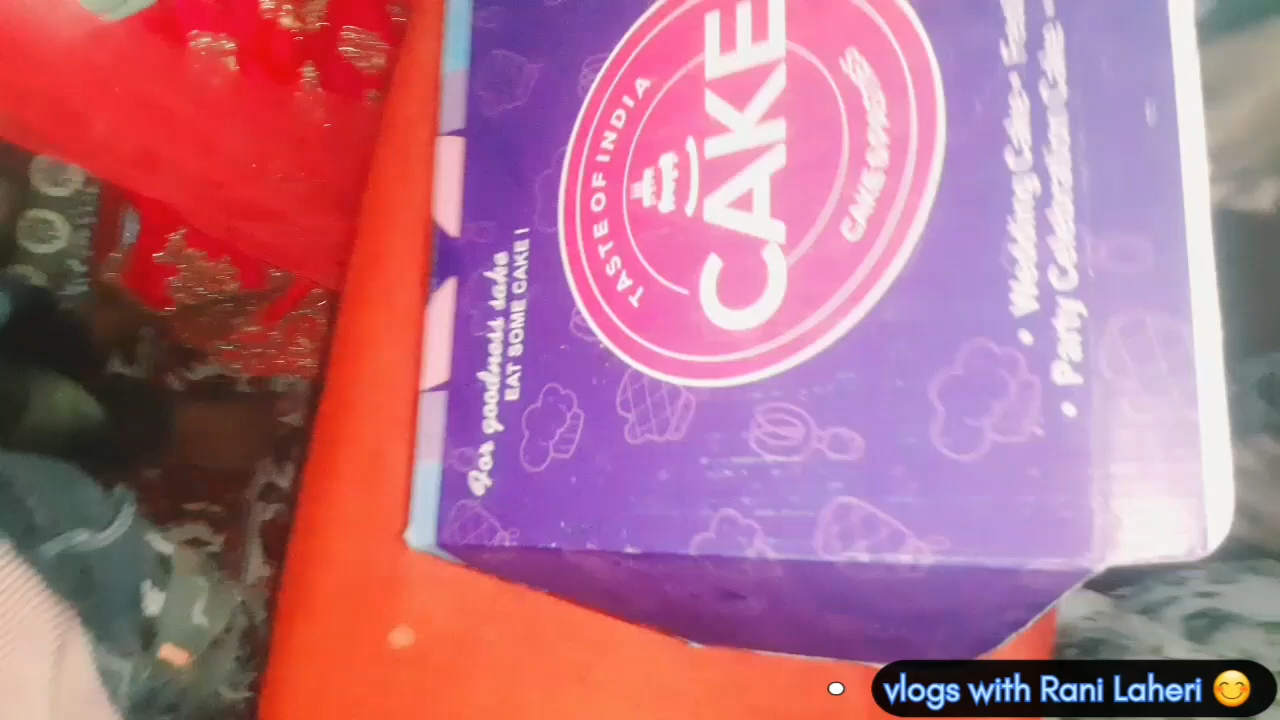 For goodness sake
EAT SOME CAKE !
TASTE OF INDIA
CAKE
• Wedding Cake •
• Party Celebration Cake
vlogs with Rani Laheri 😊